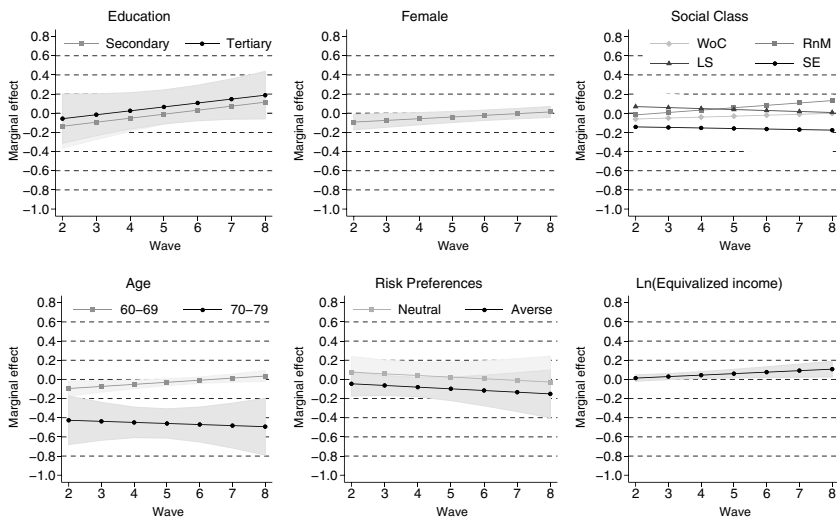 Education
Secondary Tertiary
Marginal effect
0.8
0.6
0.4
0.2
0.0
−0.2
−0.4
−0.6
−0.8
−1.0
2 3 4 5 6 7 8
Wave
Female
Marginal effect
0.8
0.6
0.4
0.2
0.0
−0.2
−0.4
−0.6
−0.8
−1.0
2 3 4 5 6 7 8
Wave
Social Class
WoC RnM
LS SE
Marginal effect
0.8
0.6
0.4
0.2
0.0
−0.2
−0.4
−0.6
−0.8
−1.0
2 3 4 5 6 7 8
Wave
Age
60−69 70−79
Marginal effect
0.8
0.6
0.4
0.2
0.0
−0.2
−0.4
−0.6
−0.8
−1.0
2 3 4 5 6 7 8
Wave
Risk Preferences
Neutral Averse
Marginal effect
0.8
0.6
0.4
0.2
0.0
−0.2
−0.4
−0.6
−0.8
−1.0
2 3 4 5 6 7 8
Wave
Ln(Equivalized income)
Marginal effect
0.8
0.6
0.4
0.2
0.0
−0.2
−0.4
−0.6
−0.8
−1.0
2 3 4 5 6 7 8
Wave